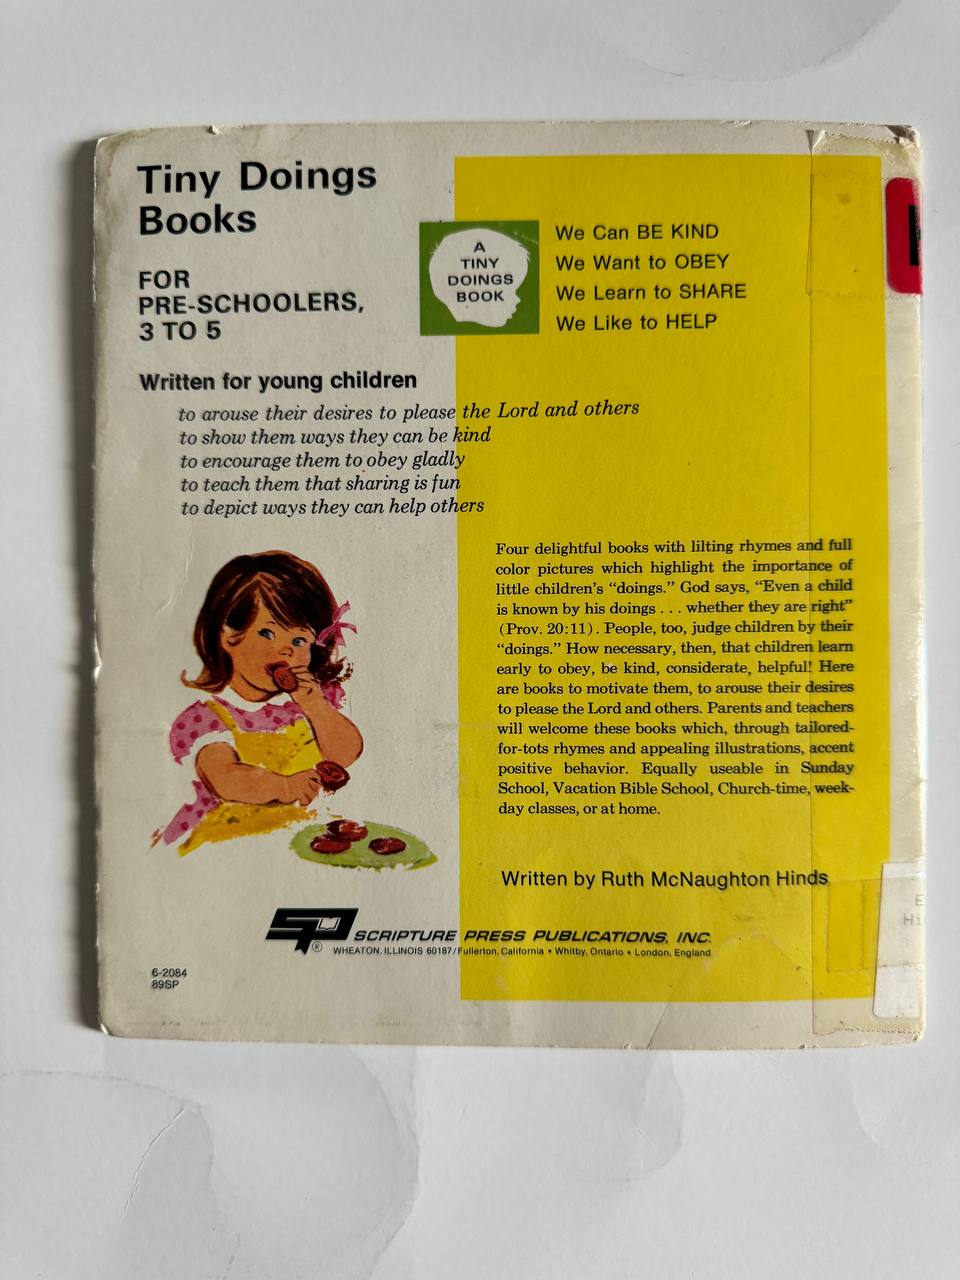 Tiny Doings
Books
FOR
PRE-SCHOOLERS,
3 TO 5
A
TINY
DOINGS
BOOK
We Can BE KIND
We Want to OBEY
We Learn to SHARE
We Like to HELP
Written for young children
to arouse their desires to please the Lord and others
to show them ways they can be kind
to encourage them to obey gladly
to teach them that sharing is fun
to depict ways they can help others
Four delightful books with lilting rhymes and full
color pictures which highlight the importance of
little children's "doings." God says, "Even a child
is known by his doings . . . whether they are right"
(Prov. 20:11). People, too, judge children by their
"doings." How necessary, then, that children learn
early to obey, be kind, considerate, helpful! Here
are books to motivate them, to arouse their desires
to please the Lord and others. Parents and teachers
will welcome these books which, through tailored-
for-tots rhymes and appealing illustrations, accent
positive behavior. Equally useable in Sunday
School, Vacation Bible School, Church-time, week-
day classes, or at home.
Written by Ruth McNaughton Hinds
SP ® SCRIPTURE PRESS PUBLICATIONS, INC.
WHEATON, ILLINOIS 60187/Fullerton, California • Whitby, Ontario • London, England
6-2084
89SP
E
Hi